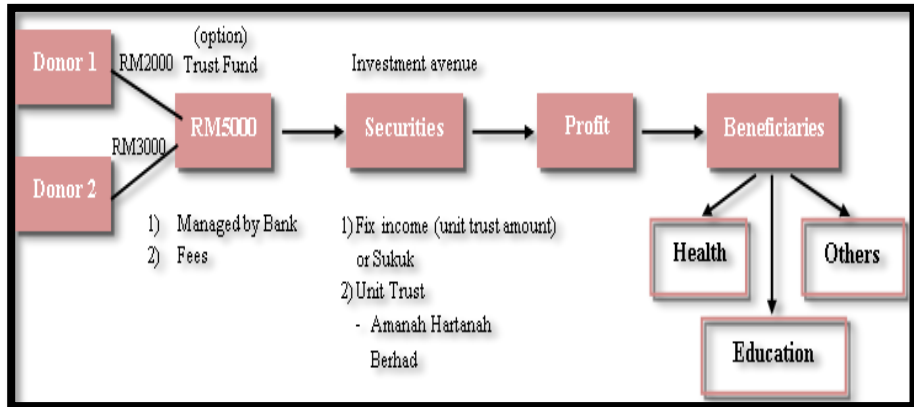 Donor 1
RM2000
(option)
Trust Fund
Investment avenue
RM5000
Securities
Profit
Beneficiaries
RM3000
Donor 2
1) Managed by Bank
2) Fees
1) Fix income (unit trust amount)
or Sukuk
2) Unit Trust
- Amanah Hartanah
Berhad
Health
Others
Education